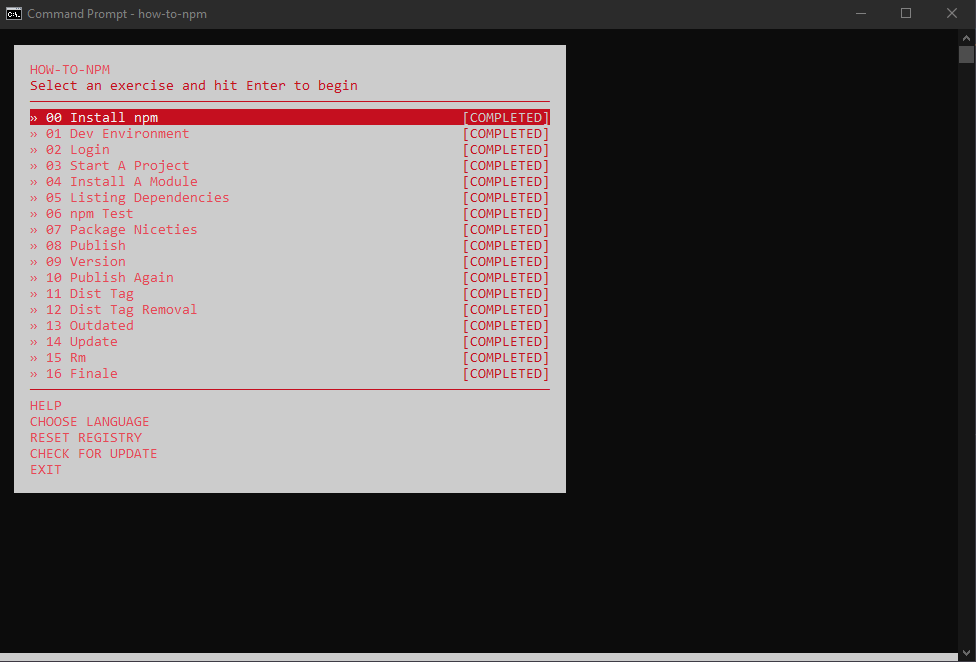 Command Prompt - how-to-npm
HOW-TO-NPM
Select an exercise and hit Enter to begin
» 00 Install npm [COMPLETED]
» 01 Dev Environment [COMPLETED]
» 02 Login [COMPLETED]
» 03 Start A Project [COMPLETED]
» 04 Install A Module [COMPLETED]
» 05 Listing Dependencies [COMPLETED]
» 06 npm Test [COMPLETED]
» 07 Package Niceties [COMPLETED]
» 08 Publish [COMPLETED]
» 09 Version [COMPLETED]
» 10 Publish Again [COMPLETED]
» 11 Dist Tag [COMPLETED]
» 12 Dist Tag Removal [COMPLETED]
» 13 Outdated [COMPLETED]
» 14 Update [COMPLETED]
» 15 Rm [COMPLETED]
» 16 Finale [COMPLETED]
HELP
CHOOSE LANGUAGE
RESET REGISTRY
CHECK FOR UPDATE
EXIT